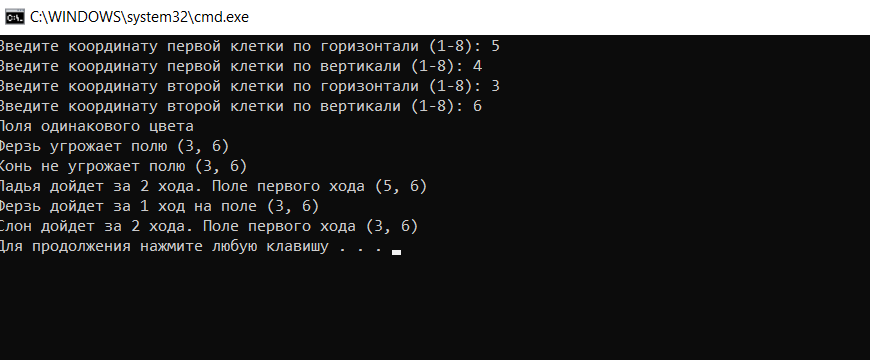 C:\WINDOWS\system32\cmd.exe
Введите координату первой клетки по горизонтали (1-8): 5
Введите координату первой клетки по вертикали (1-8): 4
Введите координату второй клетки по горизонтали (1-8): 3
Введите координату второй клетки по вертикали (1-8): 6
Поля одинакового цвета
Ферзь угрожает полю (3, 6)
Конь не угрожает полю (3, 6)
Ладья дойдет за 2 хода. Поле первого хода (5, 6)
Ферзь дойдет за 1 ход на поле (3, 6)
Слон дойдет за 2 хода. Поле первого хода (3, 6)
Для продолжения нажмите любую клавишу . . .